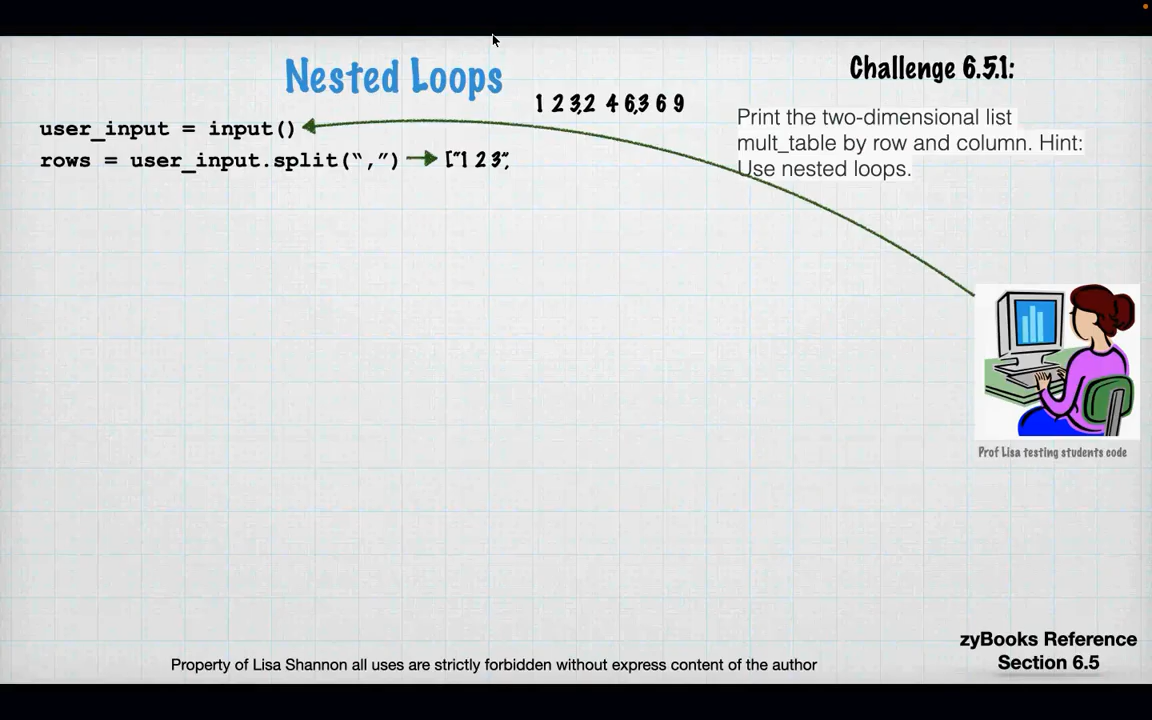 Nested Loops
Challenge 6.5.1:
1 2 3,2 4 6,3 6 9
user_input = input()
rows = user_input.split(“,”) ["1 2 3",
Print the two-dimensional list
mult_table by row and column. Hint:
Use nested loops.
Prof Lisa testing students code
zyBooks Reference
Section 6.5
Property of Lisa Shannon all uses are strictly forbidden without express content of the author